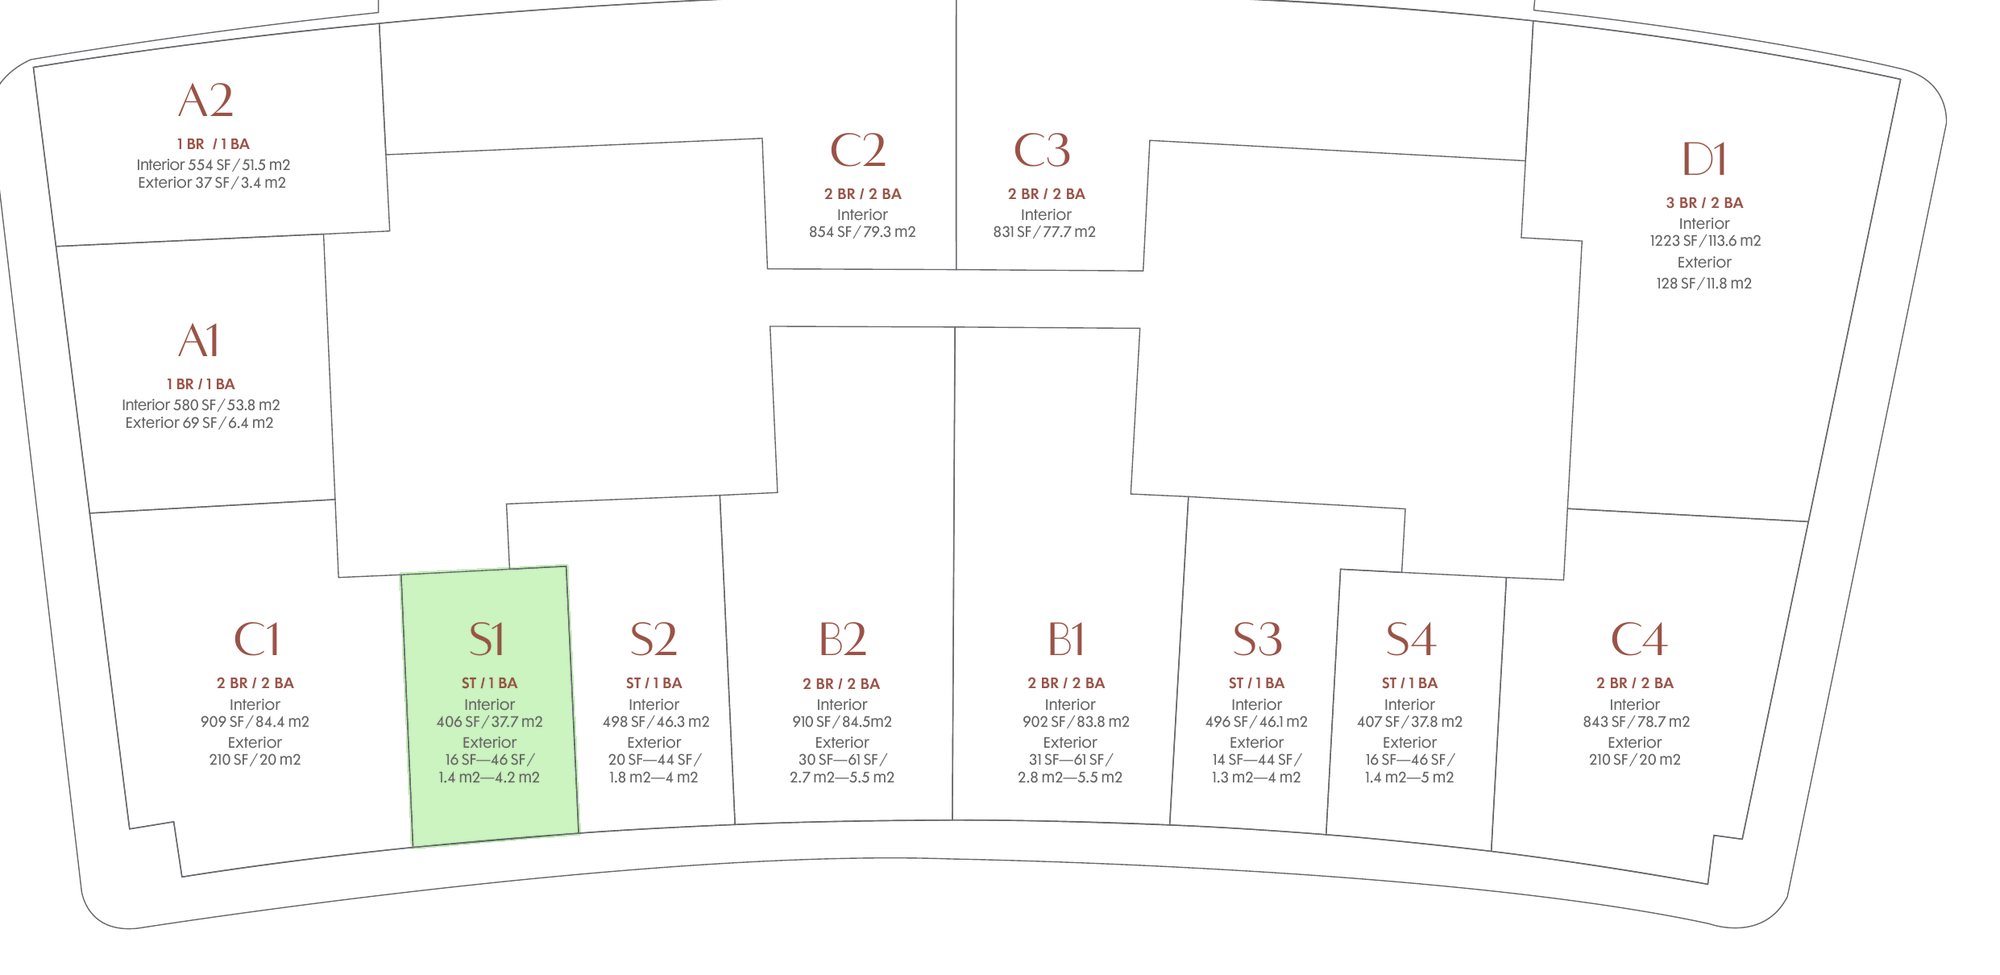 A2
1 BR / 1 BA
Interior 554 SF/51.5 m2
Exterior 37 SF/3.4 m2
C2
2 BR / 2 BA
Interior
854 SF/79.3 m2
C3
2 BR / 2 BA
Interior
831 SF/77.7 m2
D1
3 BR / 2 BA
Interior
1223 SF/113.6 m2
Exterior
128 SF/11.8 m2
A1
1 BR / 1 BA
Interior 580 SF/53.8 m2
Exterior 69 SF/6.4 m2
C1
2 BR / 2 BA
Interior
909 SF/84.4 m2
Exterior
210 SF/20 m2
S1
ST / 1 BA
Interior
406 SF/37.7 m2
Exterior
16 SF—46 SF/
1.4 m2—4.2 m2
S2
ST / 1 BA
Interior
498 SF/46.3 m2
Exterior
20 SF—44 SF/
1.8 m2—4 m2
B2
2 BR / 2 BA
Interior
910 SF/84.5m2
Exterior
30 SF—61 SF/
2.7 m2—5.5 m2
B1
2 BR / 2 BA
Interior
902 SF/83.8 m2
Exterior
31 SF—61 SF/
2.8 m2—5.5 m2
S3
ST / 1 BA
Interior
496 SF/46.1 m2
Exterior
14 SF—44 SF/
1.3 m2—4 m2
S4
ST / 1 BA
Interior
407 SF/37.8 m2
Exterior
16 SF—46 SF/
1.4 m2—5 m2
C4
2 BR / 2 BA
Interior
843 SF/78.7 m2
Exterior
210 SF/20 m2